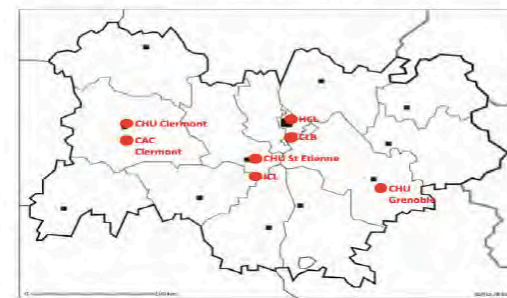 HCL
CHU Clermont
CLB
CAC
Clermont
CHU St Etienne
ICL
CHU
Grenoble